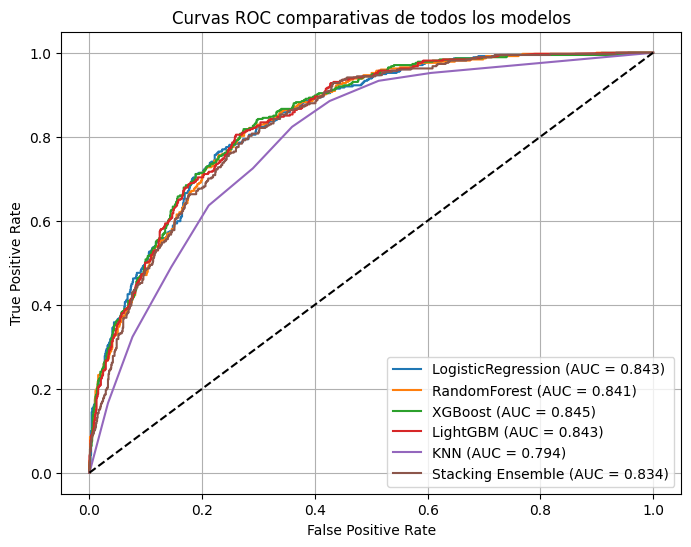 Curvas ROC comparativas de todos los modelos
True Positive Rate
1.0
0.8
0.6
0.4
0.2
0.0
0.0 0.2 0.4 0.6 0.8 1.0
False Positive Rate
LogisticRegression (AUC = 0.843)
RandomForest (AUC = 0.841)
XGBoost (AUC = 0.845)
LightGBM (AUC = 0.843)
KNN (AUC = 0.794)
Stacking Ensemble (AUC = 0.834)